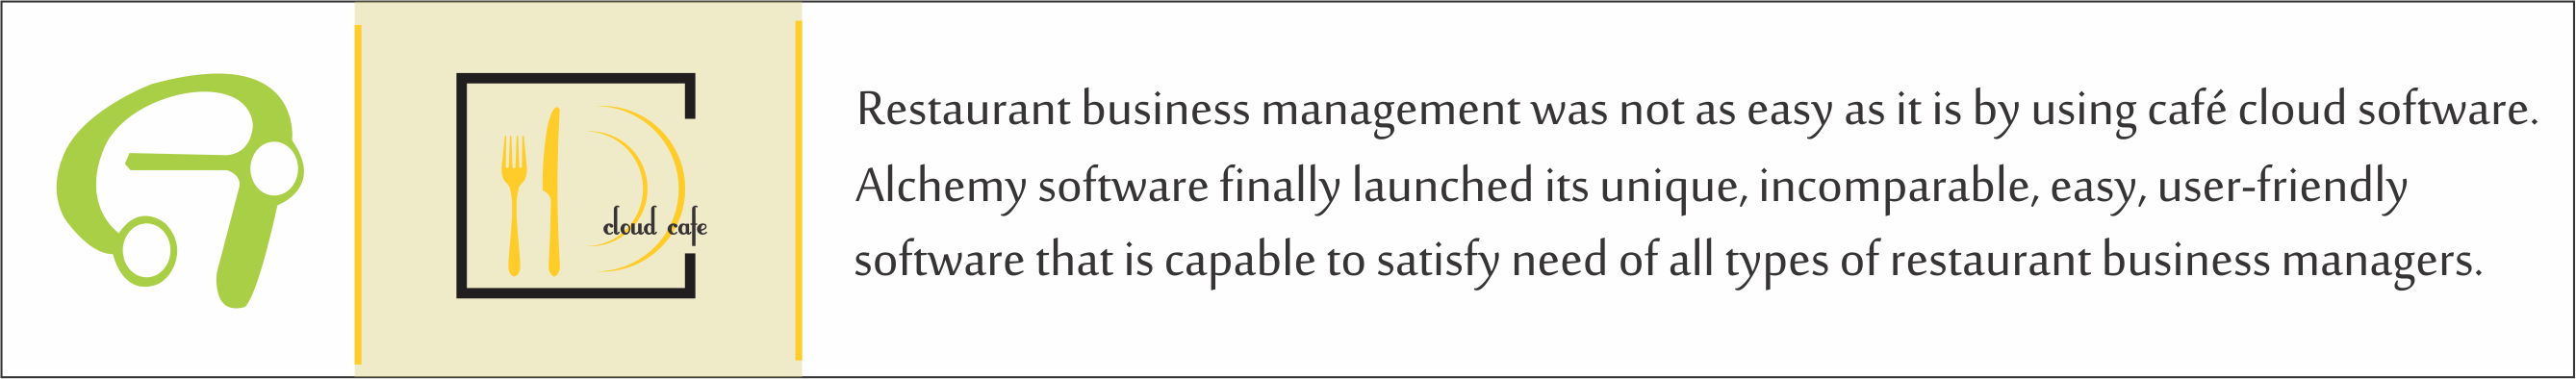 cloud cafe
Restaurant business management was not as easy as it is by using café cloud software.
Alchemy software finally launched its unique, incomparable, easy, user-friendly
software that is capable to satisfy need of all types of restaurant business managers.